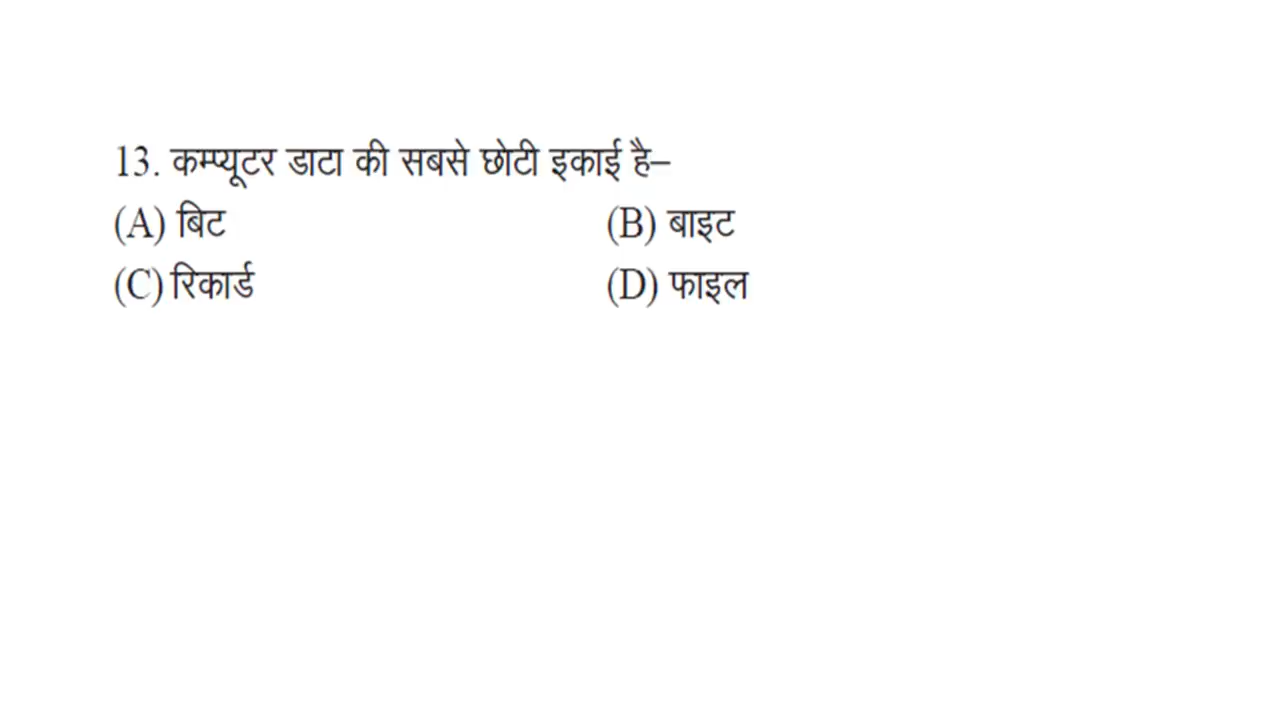 13. कम्प्यूटर डाटा की सबसे छोटी इकाई है–
(A) बिट (B) बाइट
(C) रिकार्ड (D) फाइल